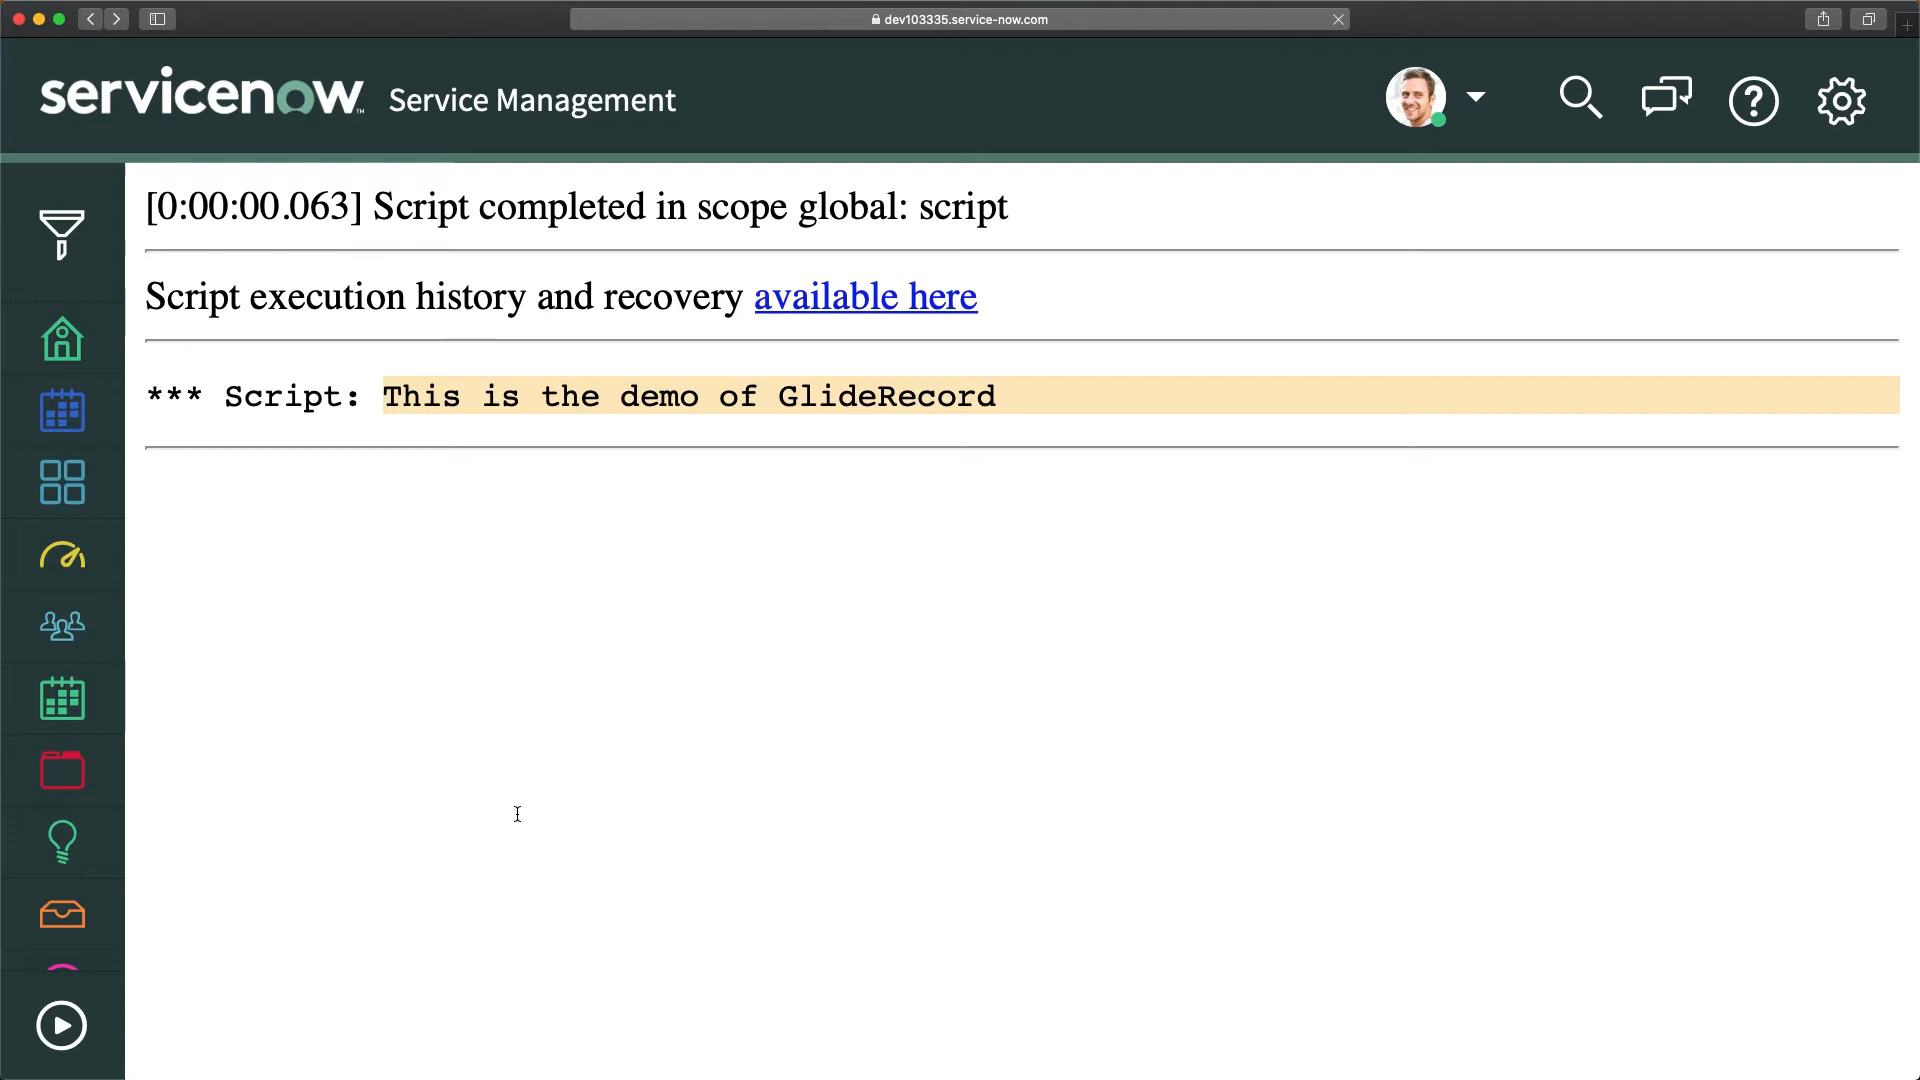 dev103335.service-now.com
servicenow™ Service Management
[0:00:00.063] Script completed in scope global: script
Script execution history and recovery available here
*** Script: This is the demo of GlideRecord